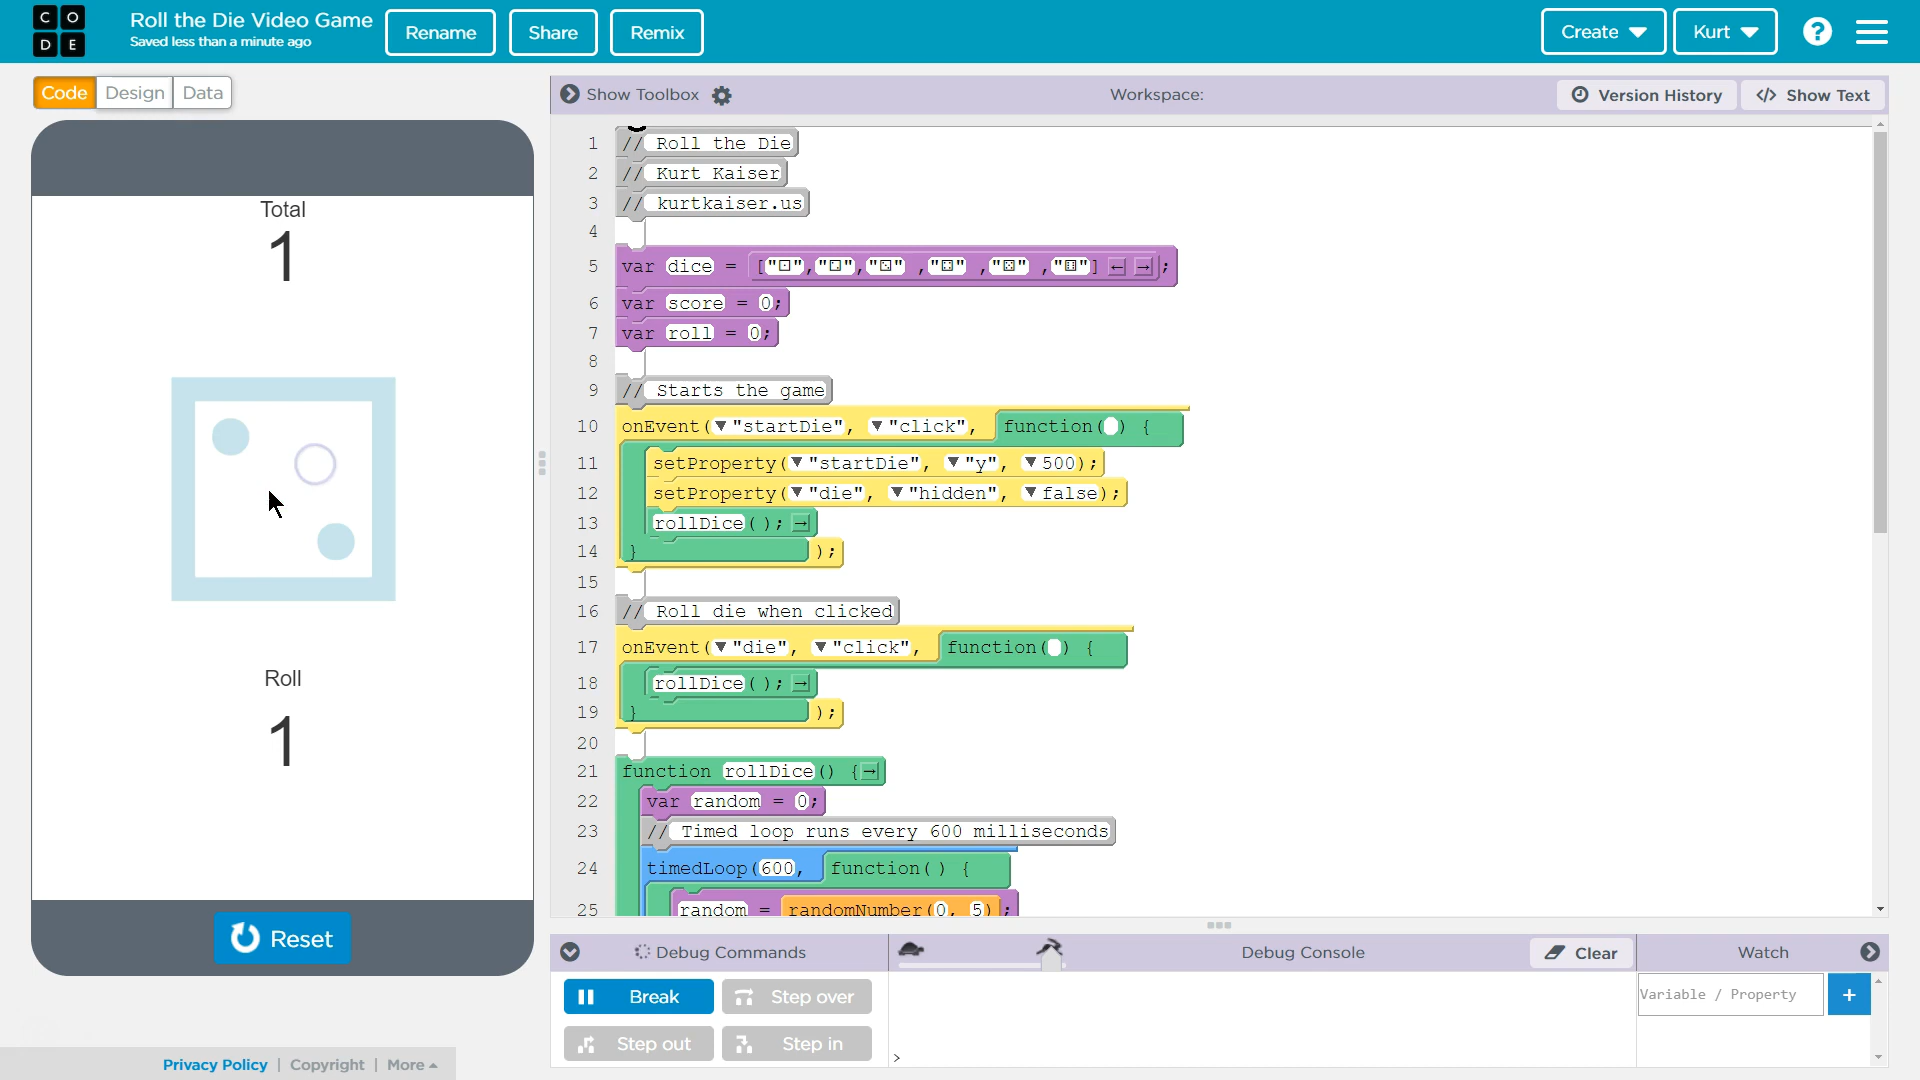 CODE
Roll the Die Video Game
Saved less than a minute ago
Rename
Share
Remix
Create
Kurt
?
Code
Design
Data
Show Toolbox
Workspace:
Version History
</> Show Text
Total
1
Roll
1
Reset
1 // Roll the Die
2 // Kurt Kaiser
3 // kurtkaiser.us
4
5 var dice = ["⚀","⚁","⚂" ,"⚃" ,"⚄" ,"⚅"] ← → ;
6 var score = 0;
7 var roll = 0;
8
9 // Starts the game
10 onEvent(▼"startDie", ▼"click", function( ) {
11 setProperty(▼"startDie", ▼"y", ▼500);
12 setProperty(▼"die", ▼"hidden", ▼false);
13 rollDice(); →
14 } );
15
16 // Roll die when clicked
17 onEvent(▼"die", ▼"click", function( ) {
18 rollDice(); →
19 } );
20
21 function rollDice() { →
22 var random = 0;
23 // Timed loop runs every 600 milliseconds
24 timedLoop(600, function() {
25 random = randomNumber(0, 5);
Debug Commands
Debug Console
Clear
Watch
Break
Step over
Step out
Step in
>
Variable / Property
+
Privacy Policy | Copyright | More